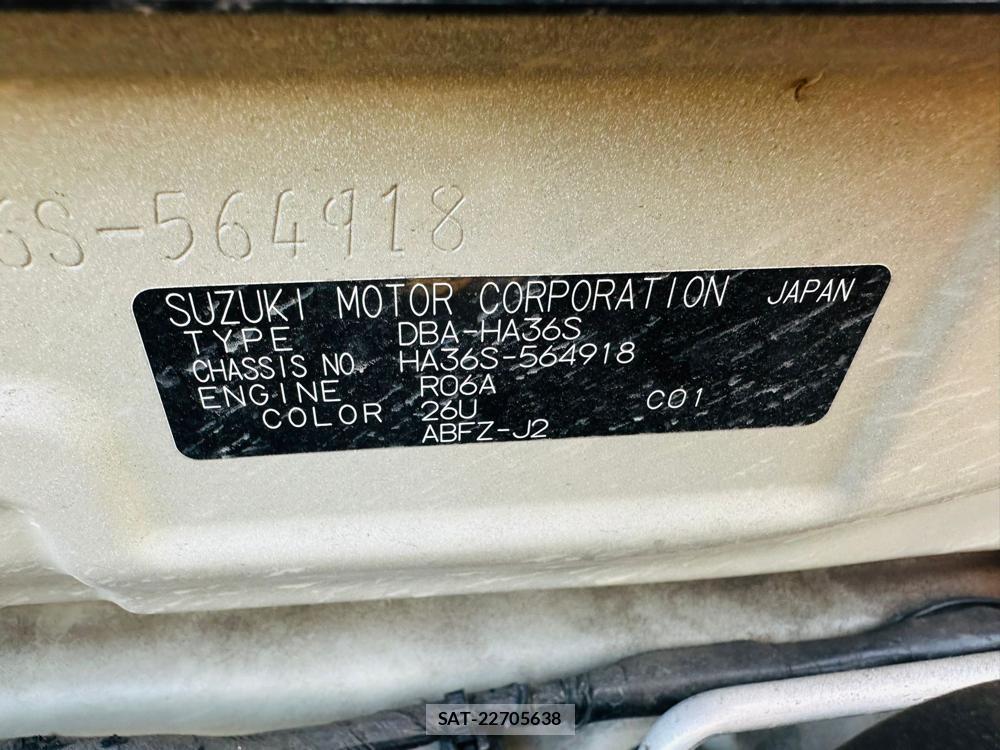 6S-564918
SUZUKI MOTOR CORPORATION JAPAN
TYPE DBA-HA36S
CHASSIS NO. HA36S-564918
ENGINE R06A
COLOR 26U C01
ABFZ-J2
SAT-22705638